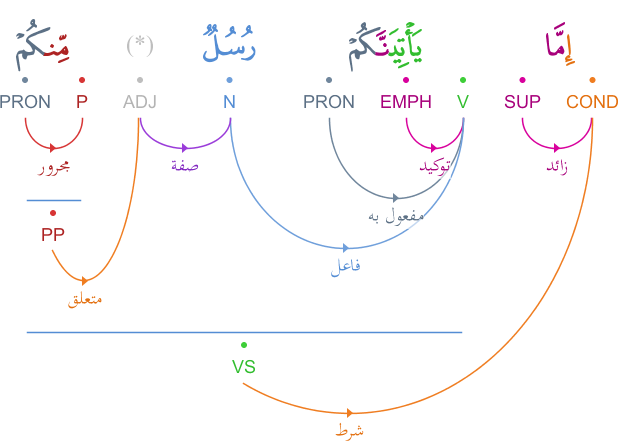 إِمَّا يَأْتِيَنَّكُمْ رُسُلٌ (*) مِّنكُمْ
COND SUP V EMPH PRON N ADJ P PRON
زائد توكيد صفة مجرور
مفعول به
PP
فاعل
متعلق
VS
شرط